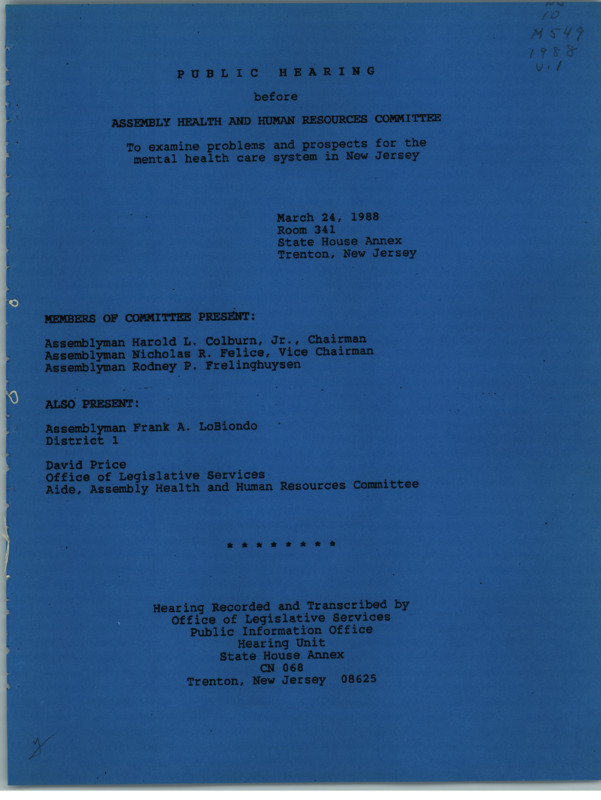 10
M549
1988
v.1
P U B L I C   H E A R I N G
before
ASSEMBLY HEALTH AND HUMAN RESOURCES COMMITTEE
To examine problems and prospects for the
mental health care system in New Jersey
March 24, 1988
Room 341
State House Annex
Trenton, New Jersey
MEMBERS OF COMMITTEE PRESENT:
Assemblyman Harold L. Colburn, Jr., Chairman
Assemblyman Nicholas R. Felice, Vice Chairman
Assemblyman Rodney P. Frelinghuysen
ALSO PRESENT:
Assemblyman Frank A. LoBiondo
District 1
David Price
Office of Legislative Services
Aide, Assembly Health and Human Resources Committee
* * * * * * * *
Hearing Recorded and Transcribed by
Office of Legislative Services
Public Information Office
Hearing Unit
State House Annex
CN 068
Trenton, New Jersey  08625